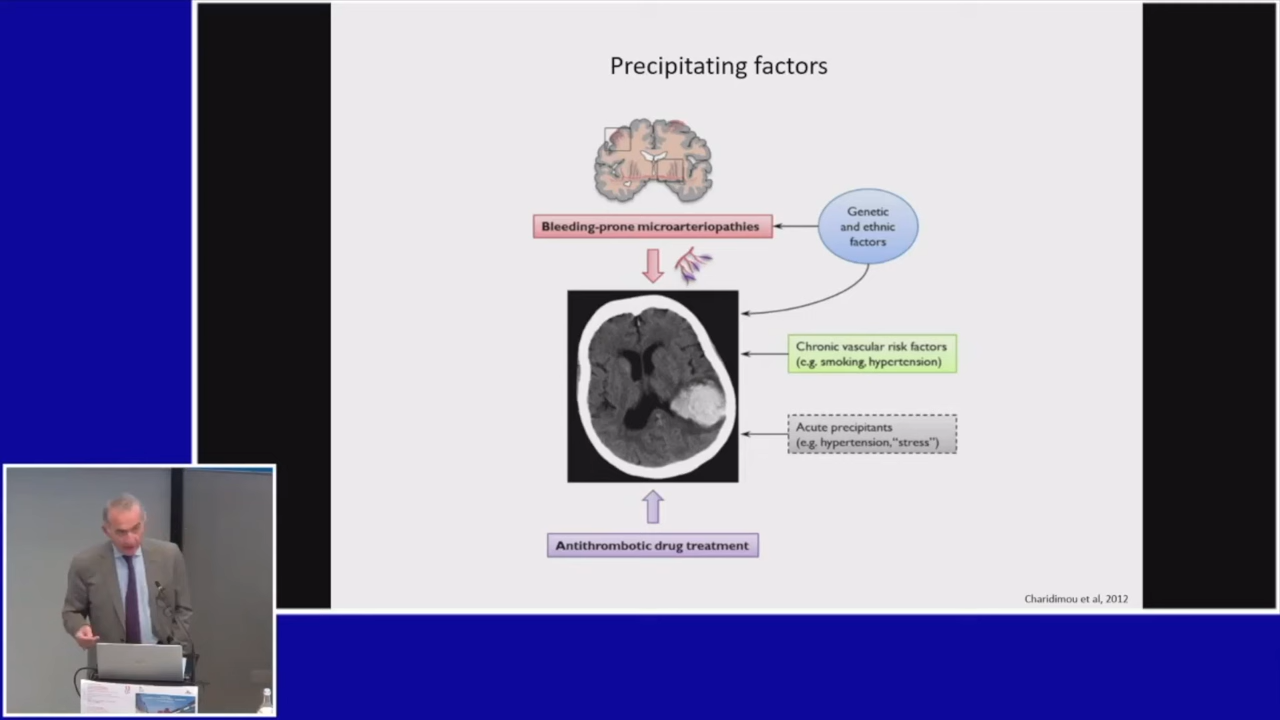 Precipitating factors
Bleeding-prone microarteriopathies
Genetic
and ethnic
factors
Chronic vascular risk factors
(e.g. smoking, hypertension)
Acute precipitants
(e.g. hypertension, "stress")
Antithrombotic drug treatment
Charidimou et al, 2012